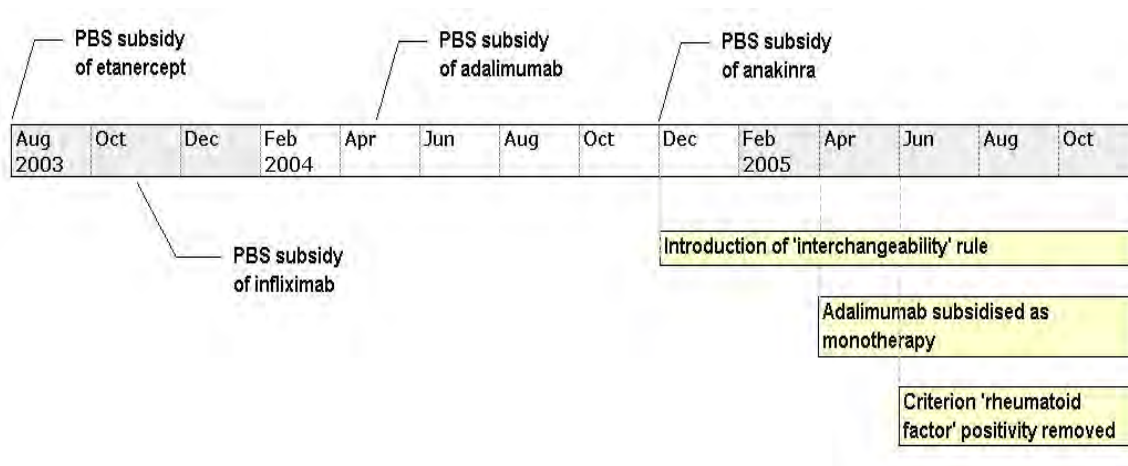 PBS subsidy
of etanercept
PBS subsidy
of adalimumab
PBS subsidy
of anakinra
Aug Oct Dec Feb Apr Jun Aug Oct Dec Feb Apr Jun Aug Oct
2003 2004 2005
PBS subsidy
of infliximab
Introduction of 'interchangeability' rule
Adalimumab subsidised as
monotherapy
Criterion 'rheumatoid
factor' positivity removed